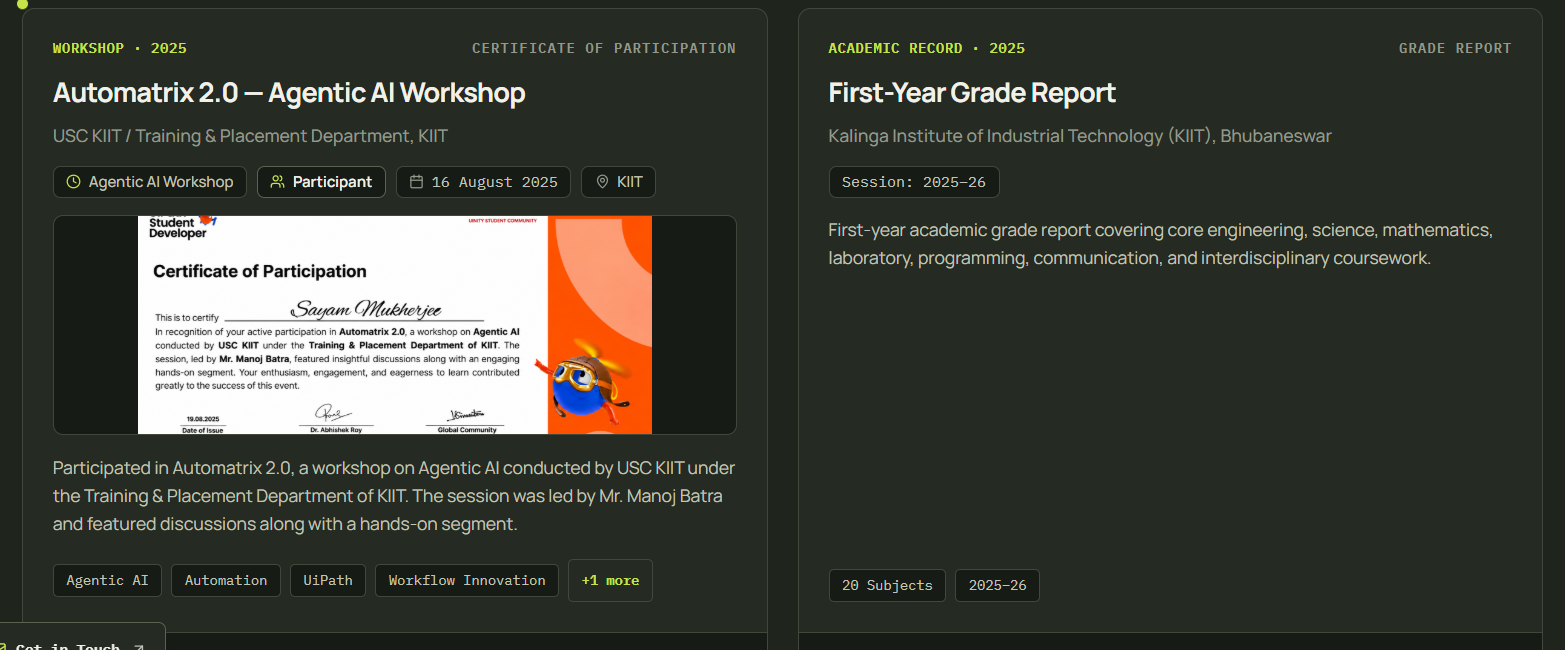 WORKSHOP · 2025
CERTIFICATE OF PARTICIPATION
Automatrix 2.0 — Agentic AI Workshop
USC KIIT / Training & Placement Department, KIIT
Agentic AI Workshop
Participant
16 August 2025
KIIT
Student
Developer
UNITY STUDENT COMMUNITY
Certificate of Participation
This is to certify Sayam Mukherjee
In recognition of your active participation in Automatrix 2.0, a workshop on Agentic AI
conducted by USC KIIT under the Training & Placement Department of KIIT. The
session, led by Mr. Manoj Batra, featured insightful discussions along with an engaging
hands-on segment. Your enthusiasm, engagement, and eagerness to learn contributed
greatly to the success of this event.
19.08.2025
Date of Issue
Dr. Abhishek Roy
Global Community
Participated in Automatrix 2.0, a workshop on Agentic AI conducted by USC KIIT under
the Training & Placement Department of KIIT. The session was led by Mr. Manoj Batra
and featured discussions along with a hands-on segment.
Agentic AI
Automation
UiPath
Workflow Innovation
+1 more
Get in Touch
ACADEMIC RECORD · 2025
GRADE REPORT
First-Year Grade Report
Kalinga Institute of Industrial Technology (KIIT), Bhubaneswar
Session: 2025–26
First-year academic grade report covering core engineering, science, mathematics,
laboratory, programming, communication, and interdisciplinary coursework.
20 Subjects
2025–26